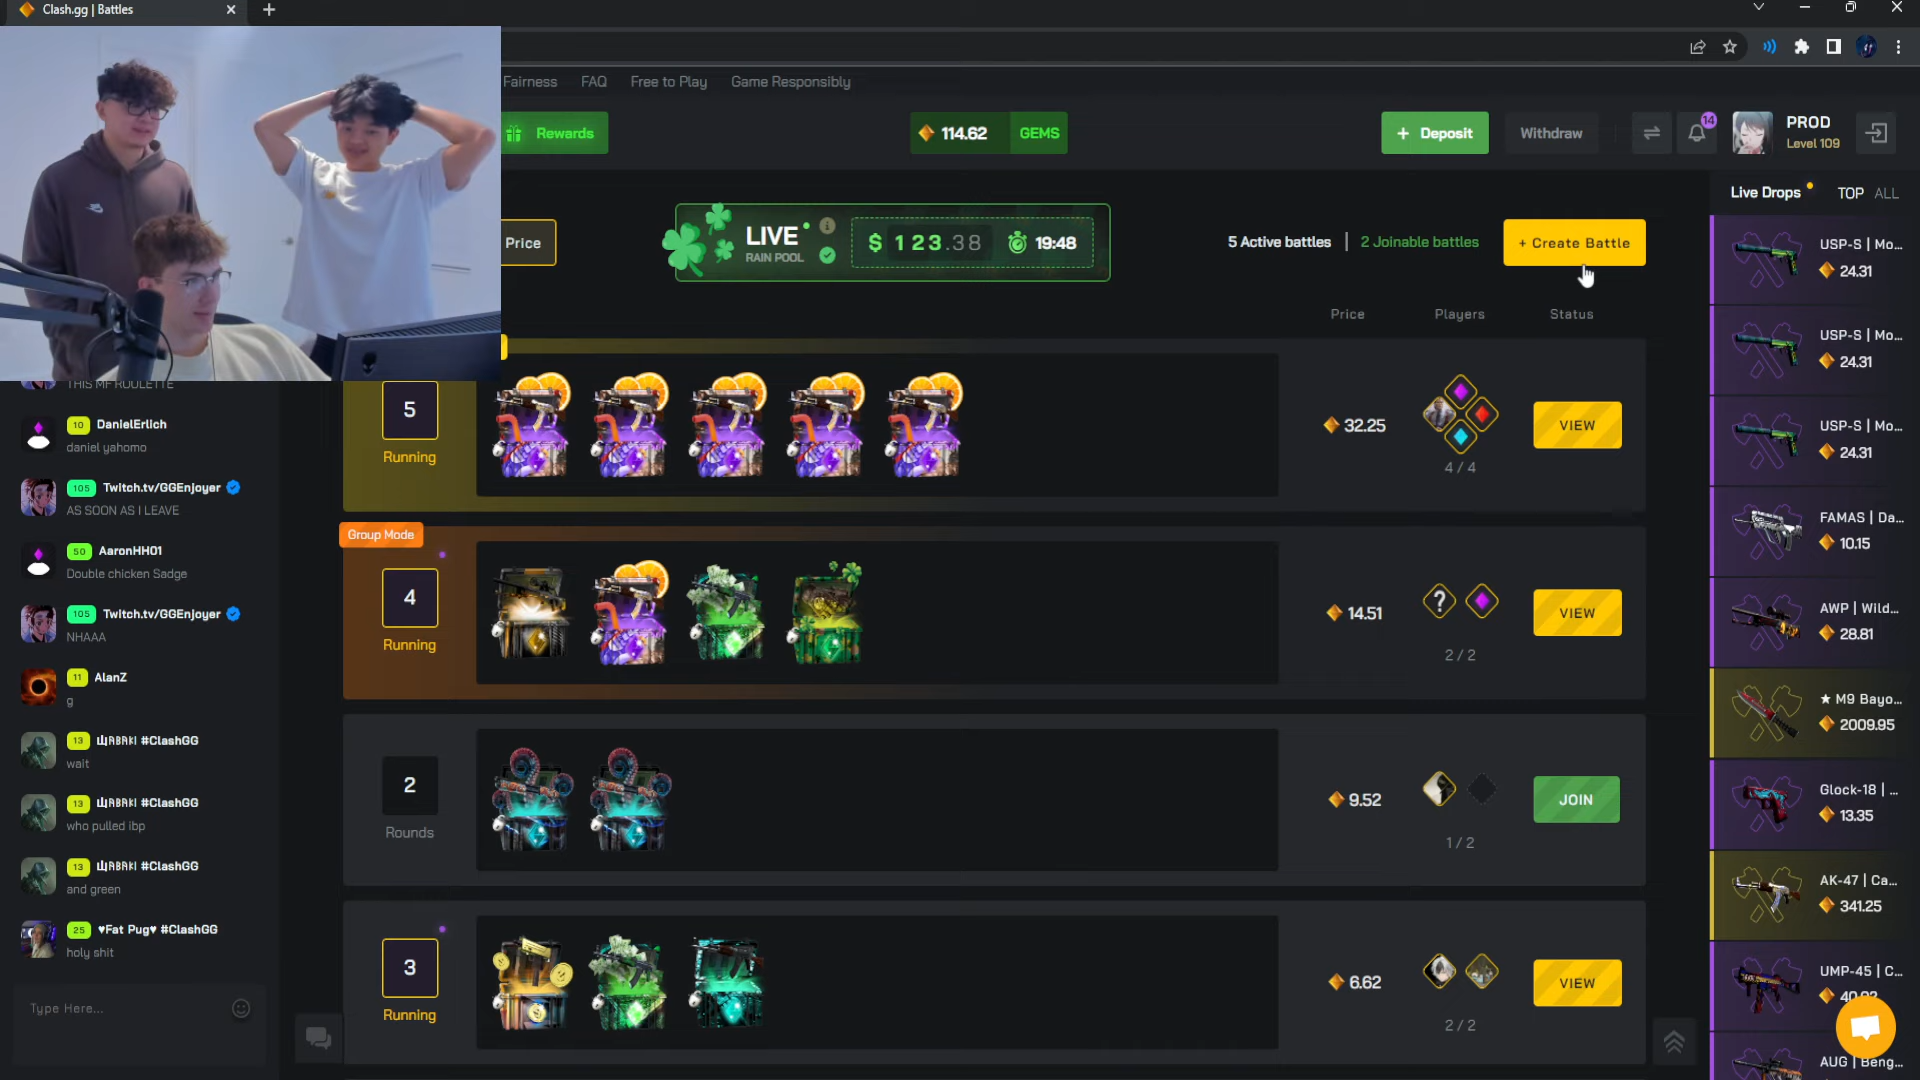 Clash.gg | Battles
Fairness FAQ Free to Play Game Responsibly
Rewards
114.62 GEMS
+ Deposit
Withdraw
14
PROD
Level 109
Price
LIVE
RAIN POOL
$ 123.38
19:48
5 Active battles | 2 Joinable battles
+ Create Battle
Live Drops TOP ALL
Price Players Status
5
Running
32.25
4 / 4
VIEW
Group Mode
4
Running
14.51
2 / 2
VIEW
2
Rounds
9.52
1 / 2
JOIN
3
Running
6.62
2 / 2
VIEW
THIS MF ROULETTE
10 DanielErlich
daniel yahomo
105 Twitch.tv/GGEnjoyer
AS SOON AS I LEAVE
50 AaronHH01
Double chicken Sadge
105 Twitch.tv/GGEnjoyer
NHAAA
11 AlanZ
g
13 #ClashGG
wait
13 #ClashGG
who pulled ibp
13 #ClashGG
and green
25 ♥Fat Pug♥ #ClashGG
holy shit
Type Here...
USP-S | Mo...
24.31
USP-S | Mo...
24.31
USP-S | Mo...
24.31
FAMAS | Da...
10.15
AWP | Wild...
28.81
★ M9 Bayo...
2009.95
Glock-18 | ...
13.35
AK-47 | Ca...
341.25
UMP-45 | C...
AUG | Beng...